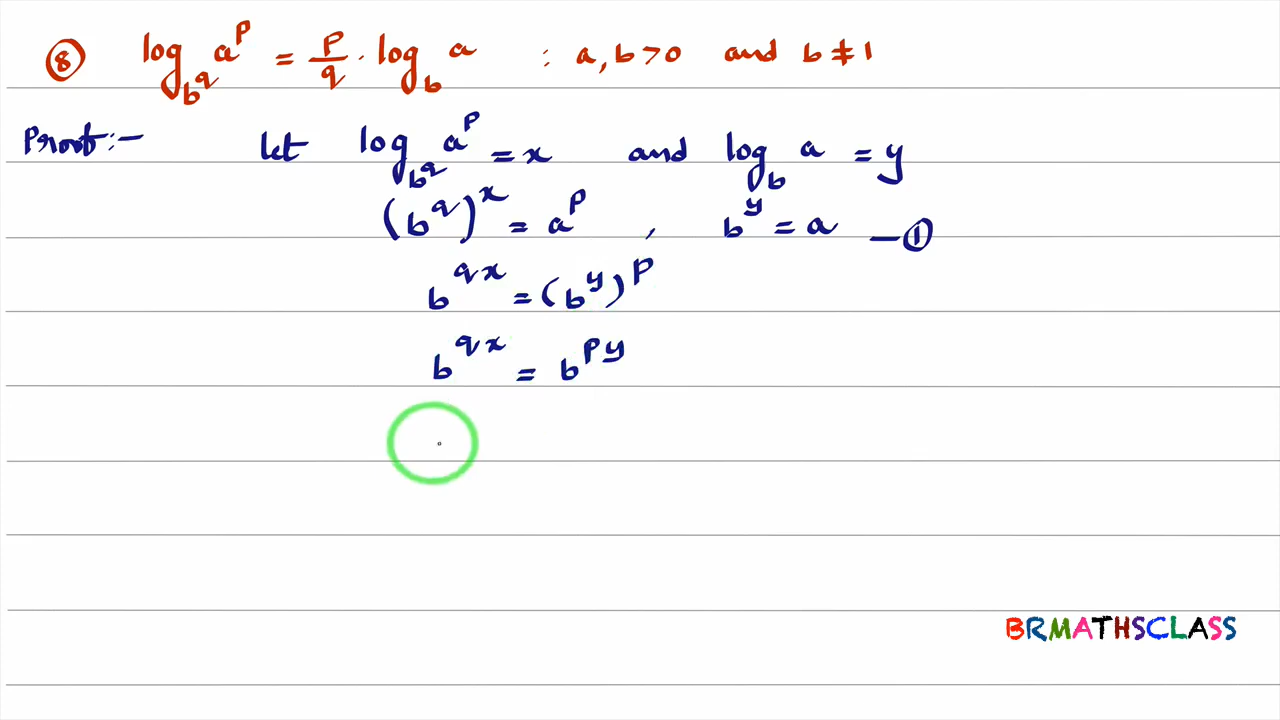 ⑧ log_{b^q} a^p = p/q · log_b a : a, b > 0 and b ≠ 1
Proof:- let log_{b^q} a^p = x and log_b a = y
(b^q)^x = a^p , b^y = a —①
b^{qx} = (b^y)^p
b^{qx} = b^{py}
BRMATHSCLASS